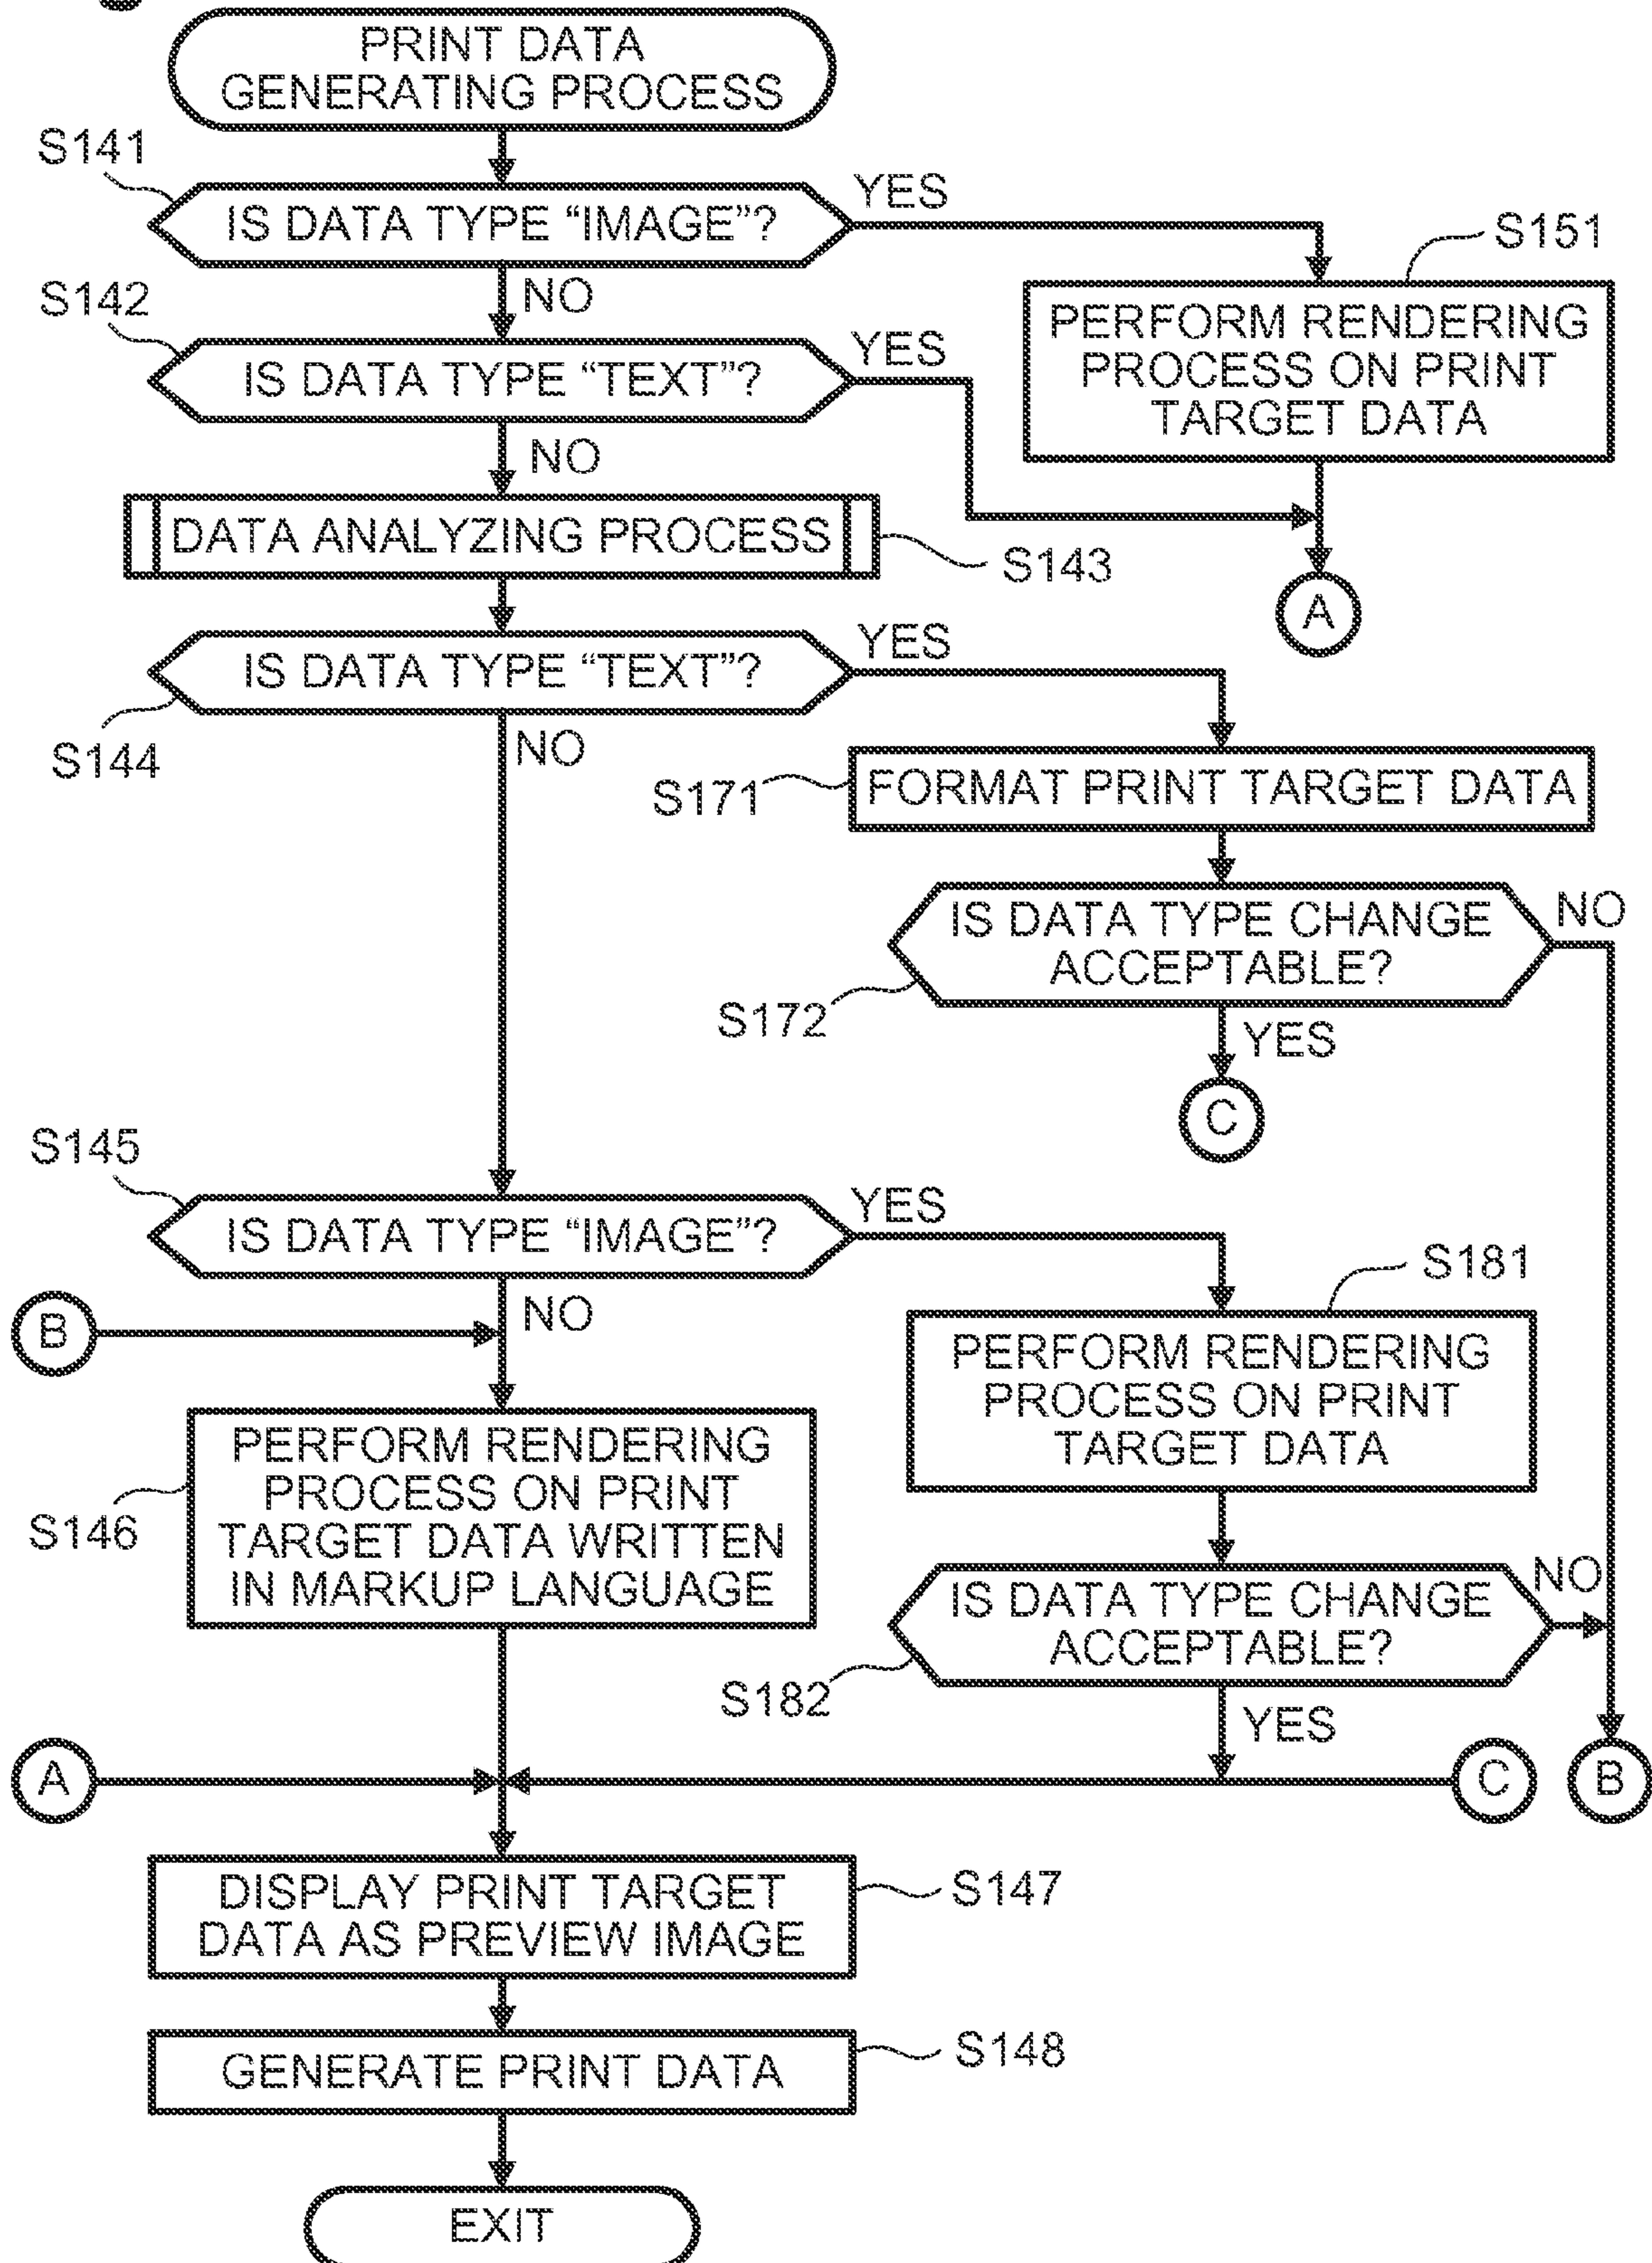 PRINT DATA
GENERATING PROCESS
S141
IS DATA TYPE “IMAGE”?
YES
S151
NO
PERFORM RENDERING
PROCESS ON PRINT
TARGET DATA
S142
IS DATA TYPE “TEXT”?
YES
NO
DATA ANALYZING PROCESS
S143
A
IS DATA TYPE “TEXT”?
YES
S144
NO
S171
FORMAT PRINT TARGET DATA
IS DATA TYPE CHANGE
ACCEPTABLE?
NO
S172
YES
C
S145
IS DATA TYPE “IMAGE”?
YES
S181
NO
B
PERFORM RENDERING
PROCESS ON PRINT
TARGET DATA
PERFORM RENDERING
PROCESS ON PRINT
TARGET DATA WRITTEN
IN MARKUP LANGUAGE
S146
IS DATA TYPE CHANGE
ACCEPTABLE?
NO
S182
YES
A
C
B
DISPLAY PRINT TARGET
DATA AS PREVIEW IMAGE
S147
GENERATE PRINT DATA
S148
EXIT